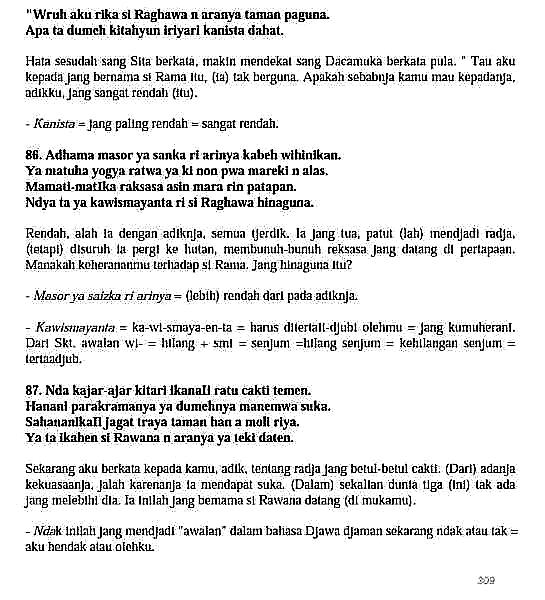 "Wruh aku rika si Raghawa n aranya taman paguna.
Apa ta dumeh kitahyun iriyari kanista dahat.
Hata sesudah sang Sita berkata, makin mendekat sang Dacamuka berkata pula. " Tau aku
kepada jang bernama si Rama itu, (ia) tak berguna. Apakah sebabnja kamu mau kepadanja,
adikku, jang sangat rendah (itu).
- Kanista = jang paling rendah = sangat rendah.
86. Adhama masor ya sanka ri arinya kabeh wihinikan.
Ya matuha yogya ratwa ya ki non pwa mareki n alas.
Mamati-matIka raksasa asin mara rin patapan.
Ndya ta ya kawismayanta ri si Raghawa hinaguna.
Rendah, alah ia dengan adiknja, semua tjerdik. Ia jang tua, patut (lah) mendjadi radja,
(tetapi) disuruh ia pergi ke hutan, membunuh-bunuh reksasa jang datang di pertapaan.
Manakah keherananmu terhadap si Rama. Jang hinaguna itu?
- Masor ya saizka ri arinya = (lebih) rendah dari pada adiknja.
- Kawismayanta = ka-wi-smaya-en-ta = harus ditertali-djubi olehmu = jang kumuherani.
Dari Skt. awalan wi- = hilang + smi = senjum =hilang senjum = kehilangan senjum =
tertaadjub.
87. Nda kajar-ajar kitari ikanaII ratu cakti temen.
Hanani parakramanya ya dumehnya manemwa suka.
SahananikaII jagat traya taman han a moli riya.
Ya ta ikahen si Rawana n aranya ya teki daten.
Sekarang aku berkata kepada kamu, adik, tentang radja jang betul-betul cakti. (Dari) adanja
kekuasaanja, jalah karenanja ia mendapat suka. (Dalam) sekalian dunia tiga (ini) tak ada
jang melebihi dia. Ia inilah jang bernama si Rawana datang (di mukamu).
- Ndak inilah jang mendjadi "awalan" dalam bahasa Djawa djaman sekarang ndak atau tak =
aku hendak atau olehku.
309